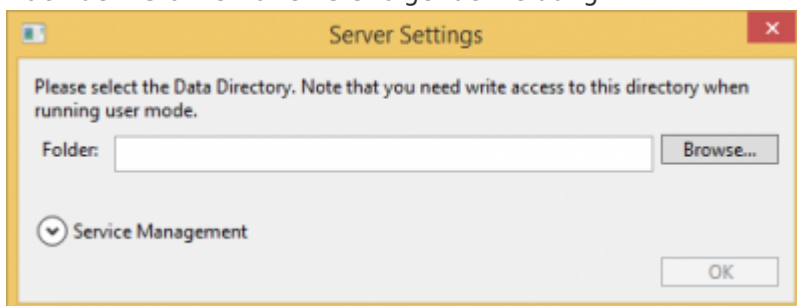 Server Settings
Please select the Data Directory. Note that you need write access to this directory when
running user mode.
Folder:
Browse...
Service Management
OK